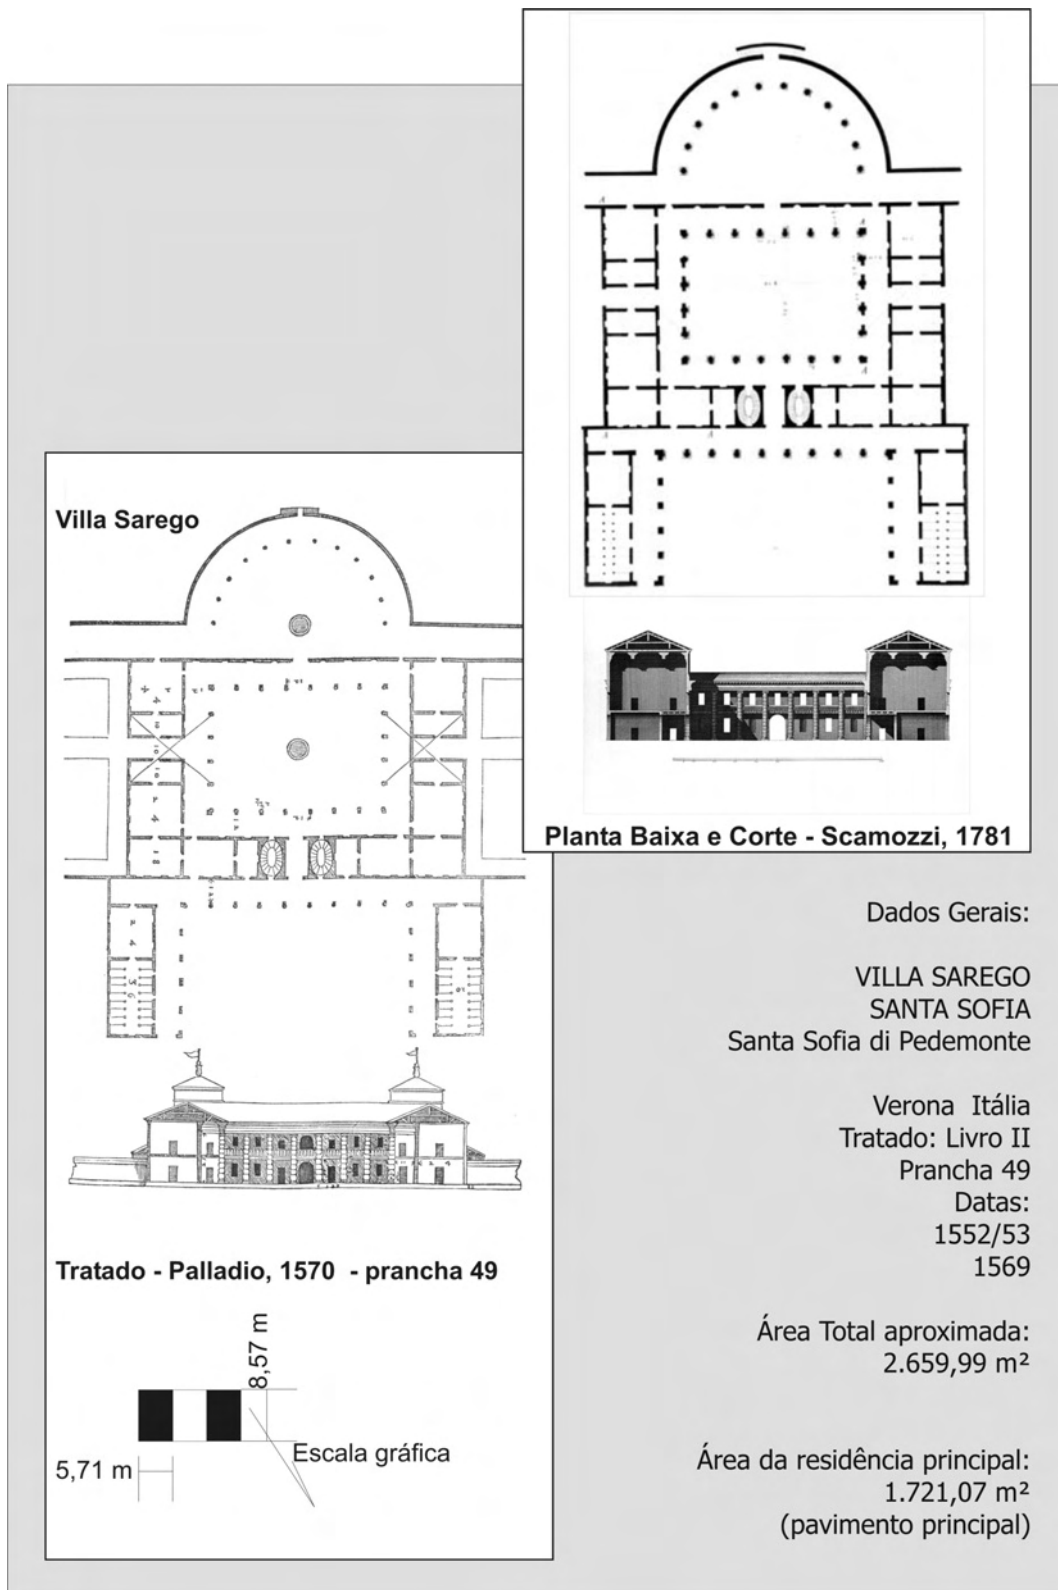 Villa Sarego
Tratado - Palladio, 1570 - prancha 49
8,57 m
Escala gráfica
5,71 m
Planta Baixa e Corte - Scamozzi, 1781
Dados Gerais:
VILLA SAREGO
SANTA SOFIA
Santa Sofia di Pedemonte
Verona Itália
Tratado: Livro II
Prancha 49
Datas:
1552/53
1569
Área Total aproximada:
2.659,99 m²
Área da residência principal:
1.721,07 m²
(pavimento principal)